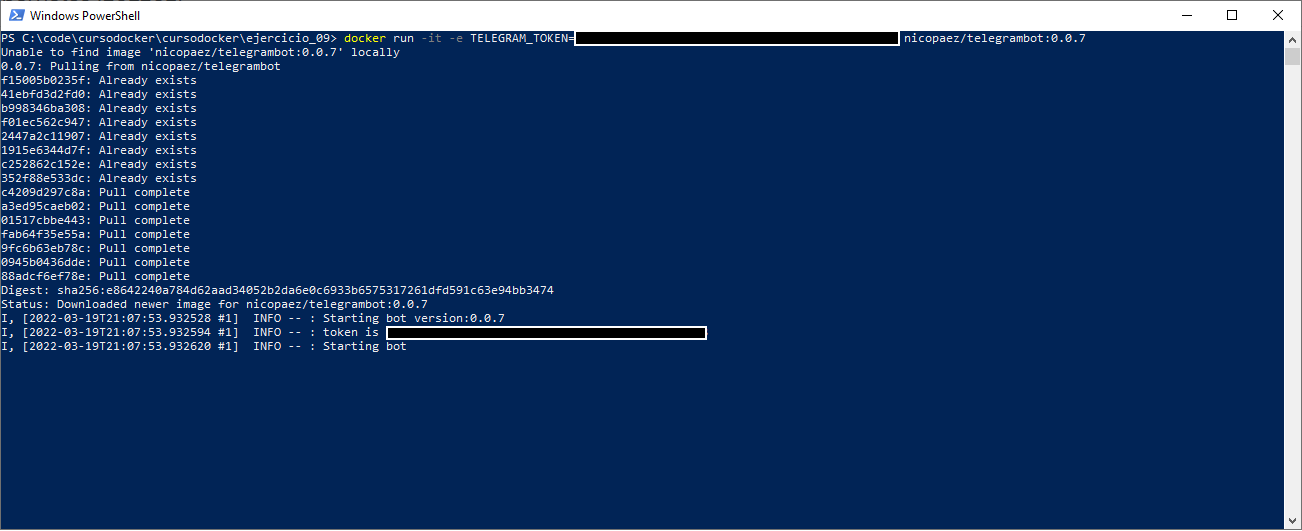 Windows PowerShell
PS C:\code\cursodocker\cursodocker\ejercicio_09> docker run -it -e TELEGRAM_TOKEN= nicopaez/telegrambot:0.0.7
Unable to find image 'nicopaez/telegrambot:0.0.7' locally
0.0.7: Pulling from nicopaez/telegrambot
f15005b0235f: Already exists
41ebfd3d2fd0: Already exists
b998346ba308: Already exists
f01ec562c947: Already exists
2447a2c11907: Already exists
1915e6344d7f: Already exists
c252862c152e: Already exists
352f88e533dc: Already exists
c4209d297c8a: Pull complete
a3ed95caeb02: Pull complete
01517cbbe443: Pull complete
fab64f35e55a: Pull complete
9fc6b63eb78c: Pull complete
0945b0436dde: Pull complete
88adcf6ef78e: Pull complete
Digest: sha256:e8642240a784d62aad34052b2da6e0c6933b6575317261dfd591c63e94bb3474
Status: Downloaded newer image for nicopaez/telegrambot:0.0.7
I, [2022-03-19T21:07:53.932528 #1]  INFO -- : Starting bot version:0.0.7
I, [2022-03-19T21:07:53.932594 #1]  INFO -- : token is
I, [2022-03-19T21:07:53.932620 #1]  INFO -- : Starting bot